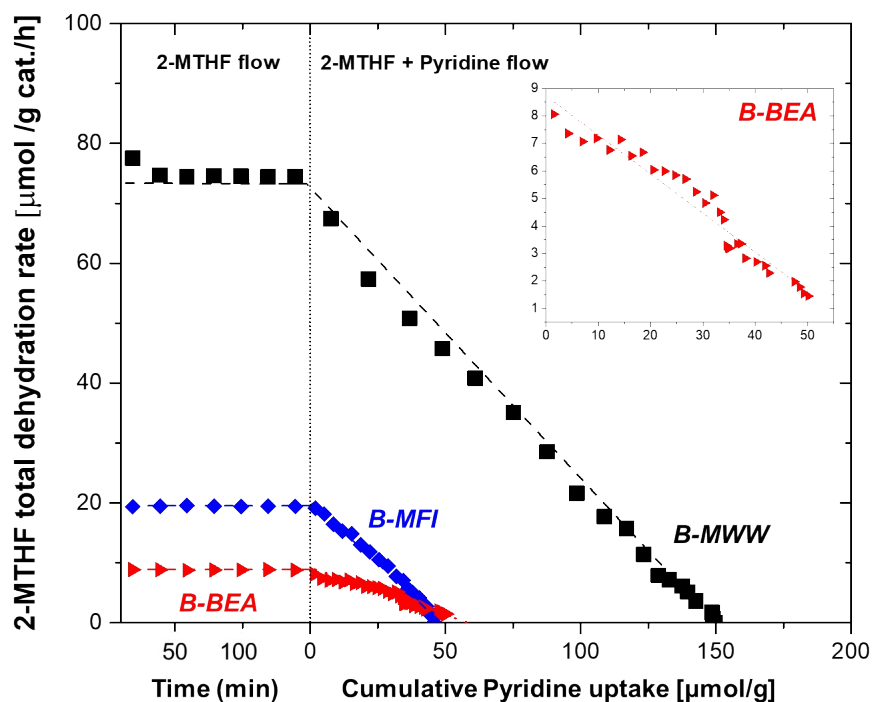 2-MTHF total dehydration rate [μmol /g cat./h]
100
80
60
40
20
0
2-MTHF flow
2-MTHF + Pyridine flow
B-MFI
B-BEA
B-MWW
B-BEA
9
8
7
6
5
4
3
2
1
0 10 20 30 40 50
50 100 0 50 100 150 200
Time (min) Cumulative Pyridine uptake [μmol/g]